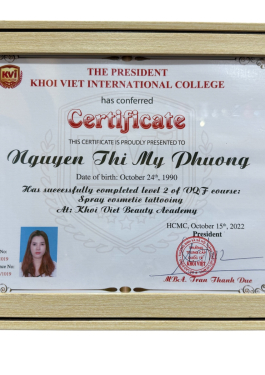 KVI
THE PRESIDENT
KHOI VIET INTERNATIONAL COLLEGE
has conferred
Certificate
THIS CERTIFICATE IS PROUDLY PRESENTED TO
Nguyen Thi My Phuong
Date of birth: October 24th, 1990
Has successfully completed level 2 of VQF course:
Spray cosmetic tattooing
At: Khoi Viet Beauty Academy
HCMC, October 15th, 2022
President
MBA. Tran Thanh Duc